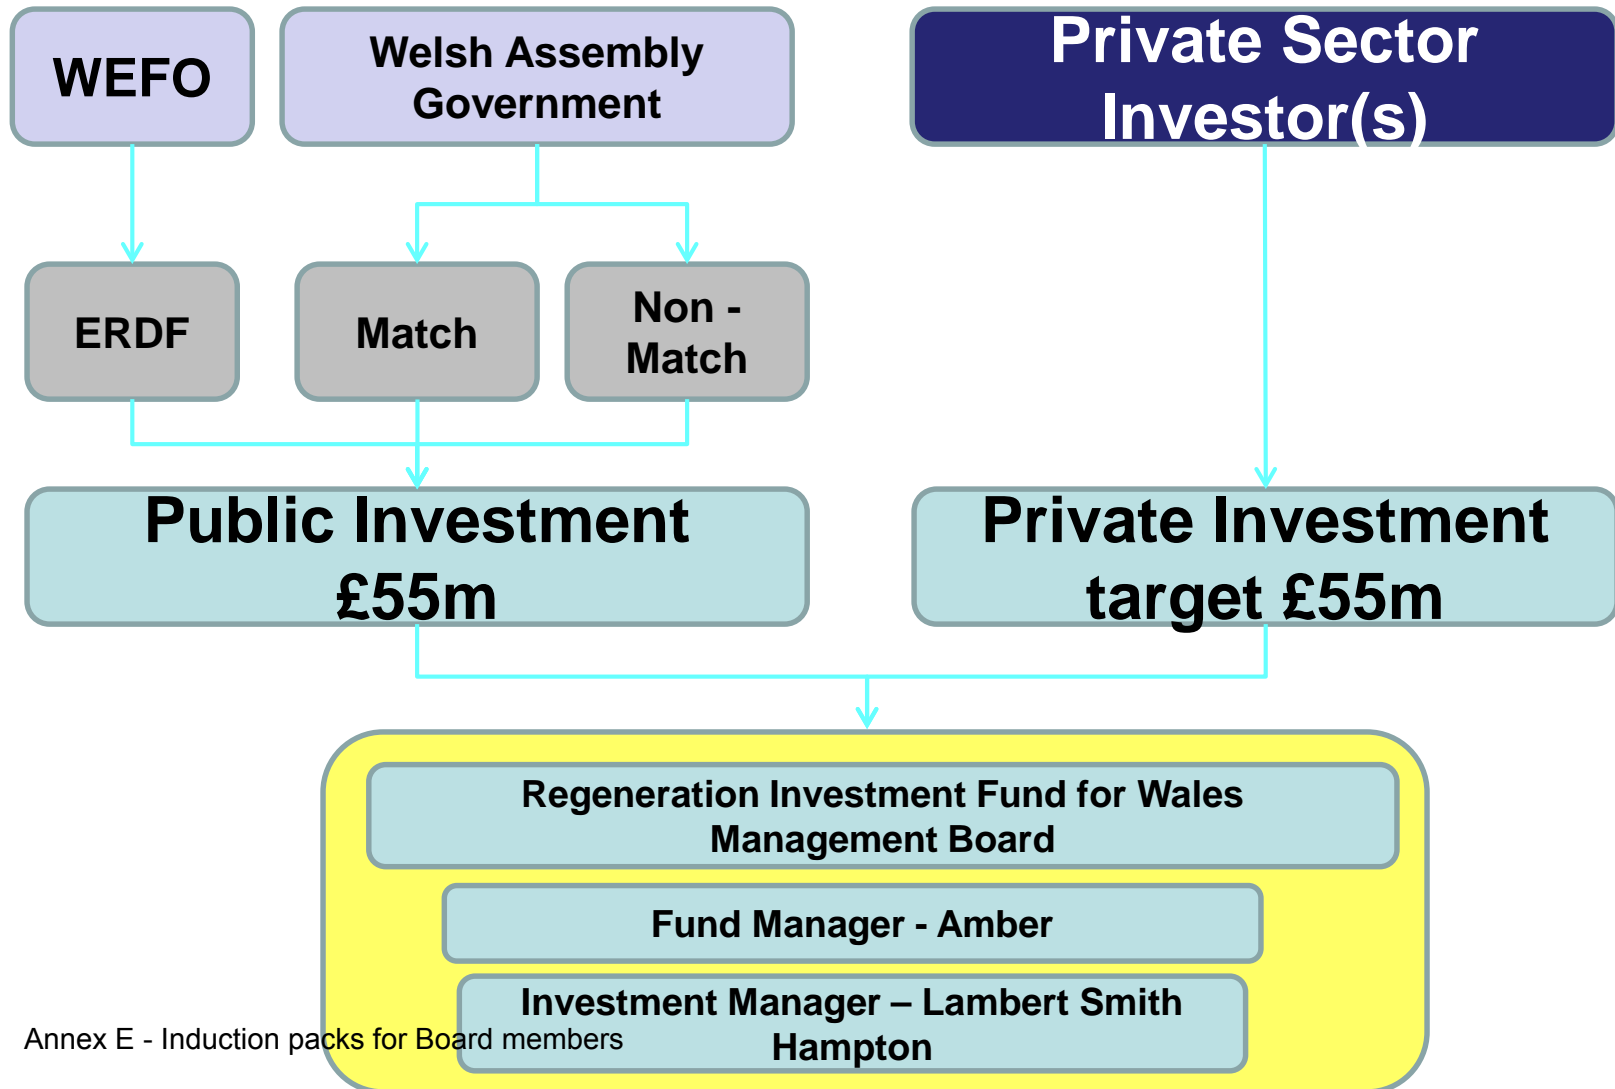 WEFO
Welsh Assembly
Government
Private Sector
Investor(s)
ERDF
Match
Non -
Match
Public Investment
£55m
Private Investment
target £55m
Regeneration Investment Fund for Wales
Management Board
Fund Manager - Amber
Investment Manager – Lambert Smith
Hampton
Annex E - Induction packs for Board members